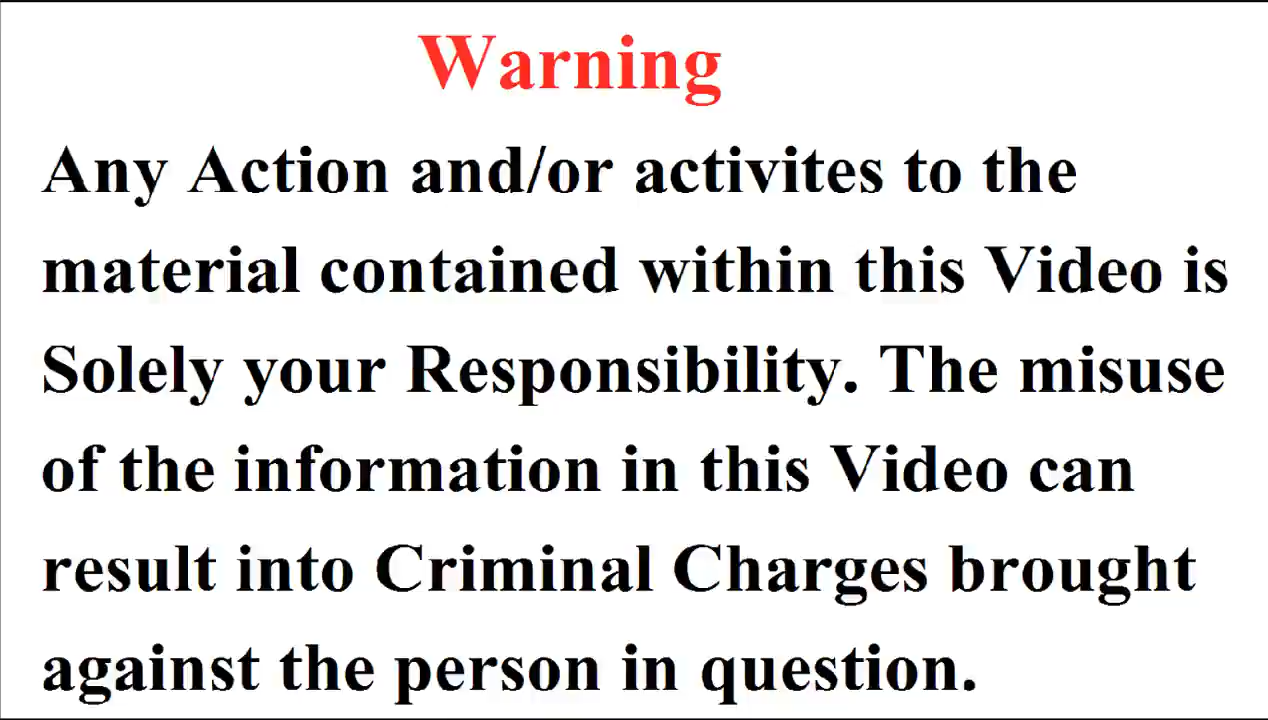 Warning
Any Action and/or activites to the
material contained within this Video is
Solely your Responsibility. The misuse
of the information in this Video can
result into Criminal Charges brought
against the person in question.